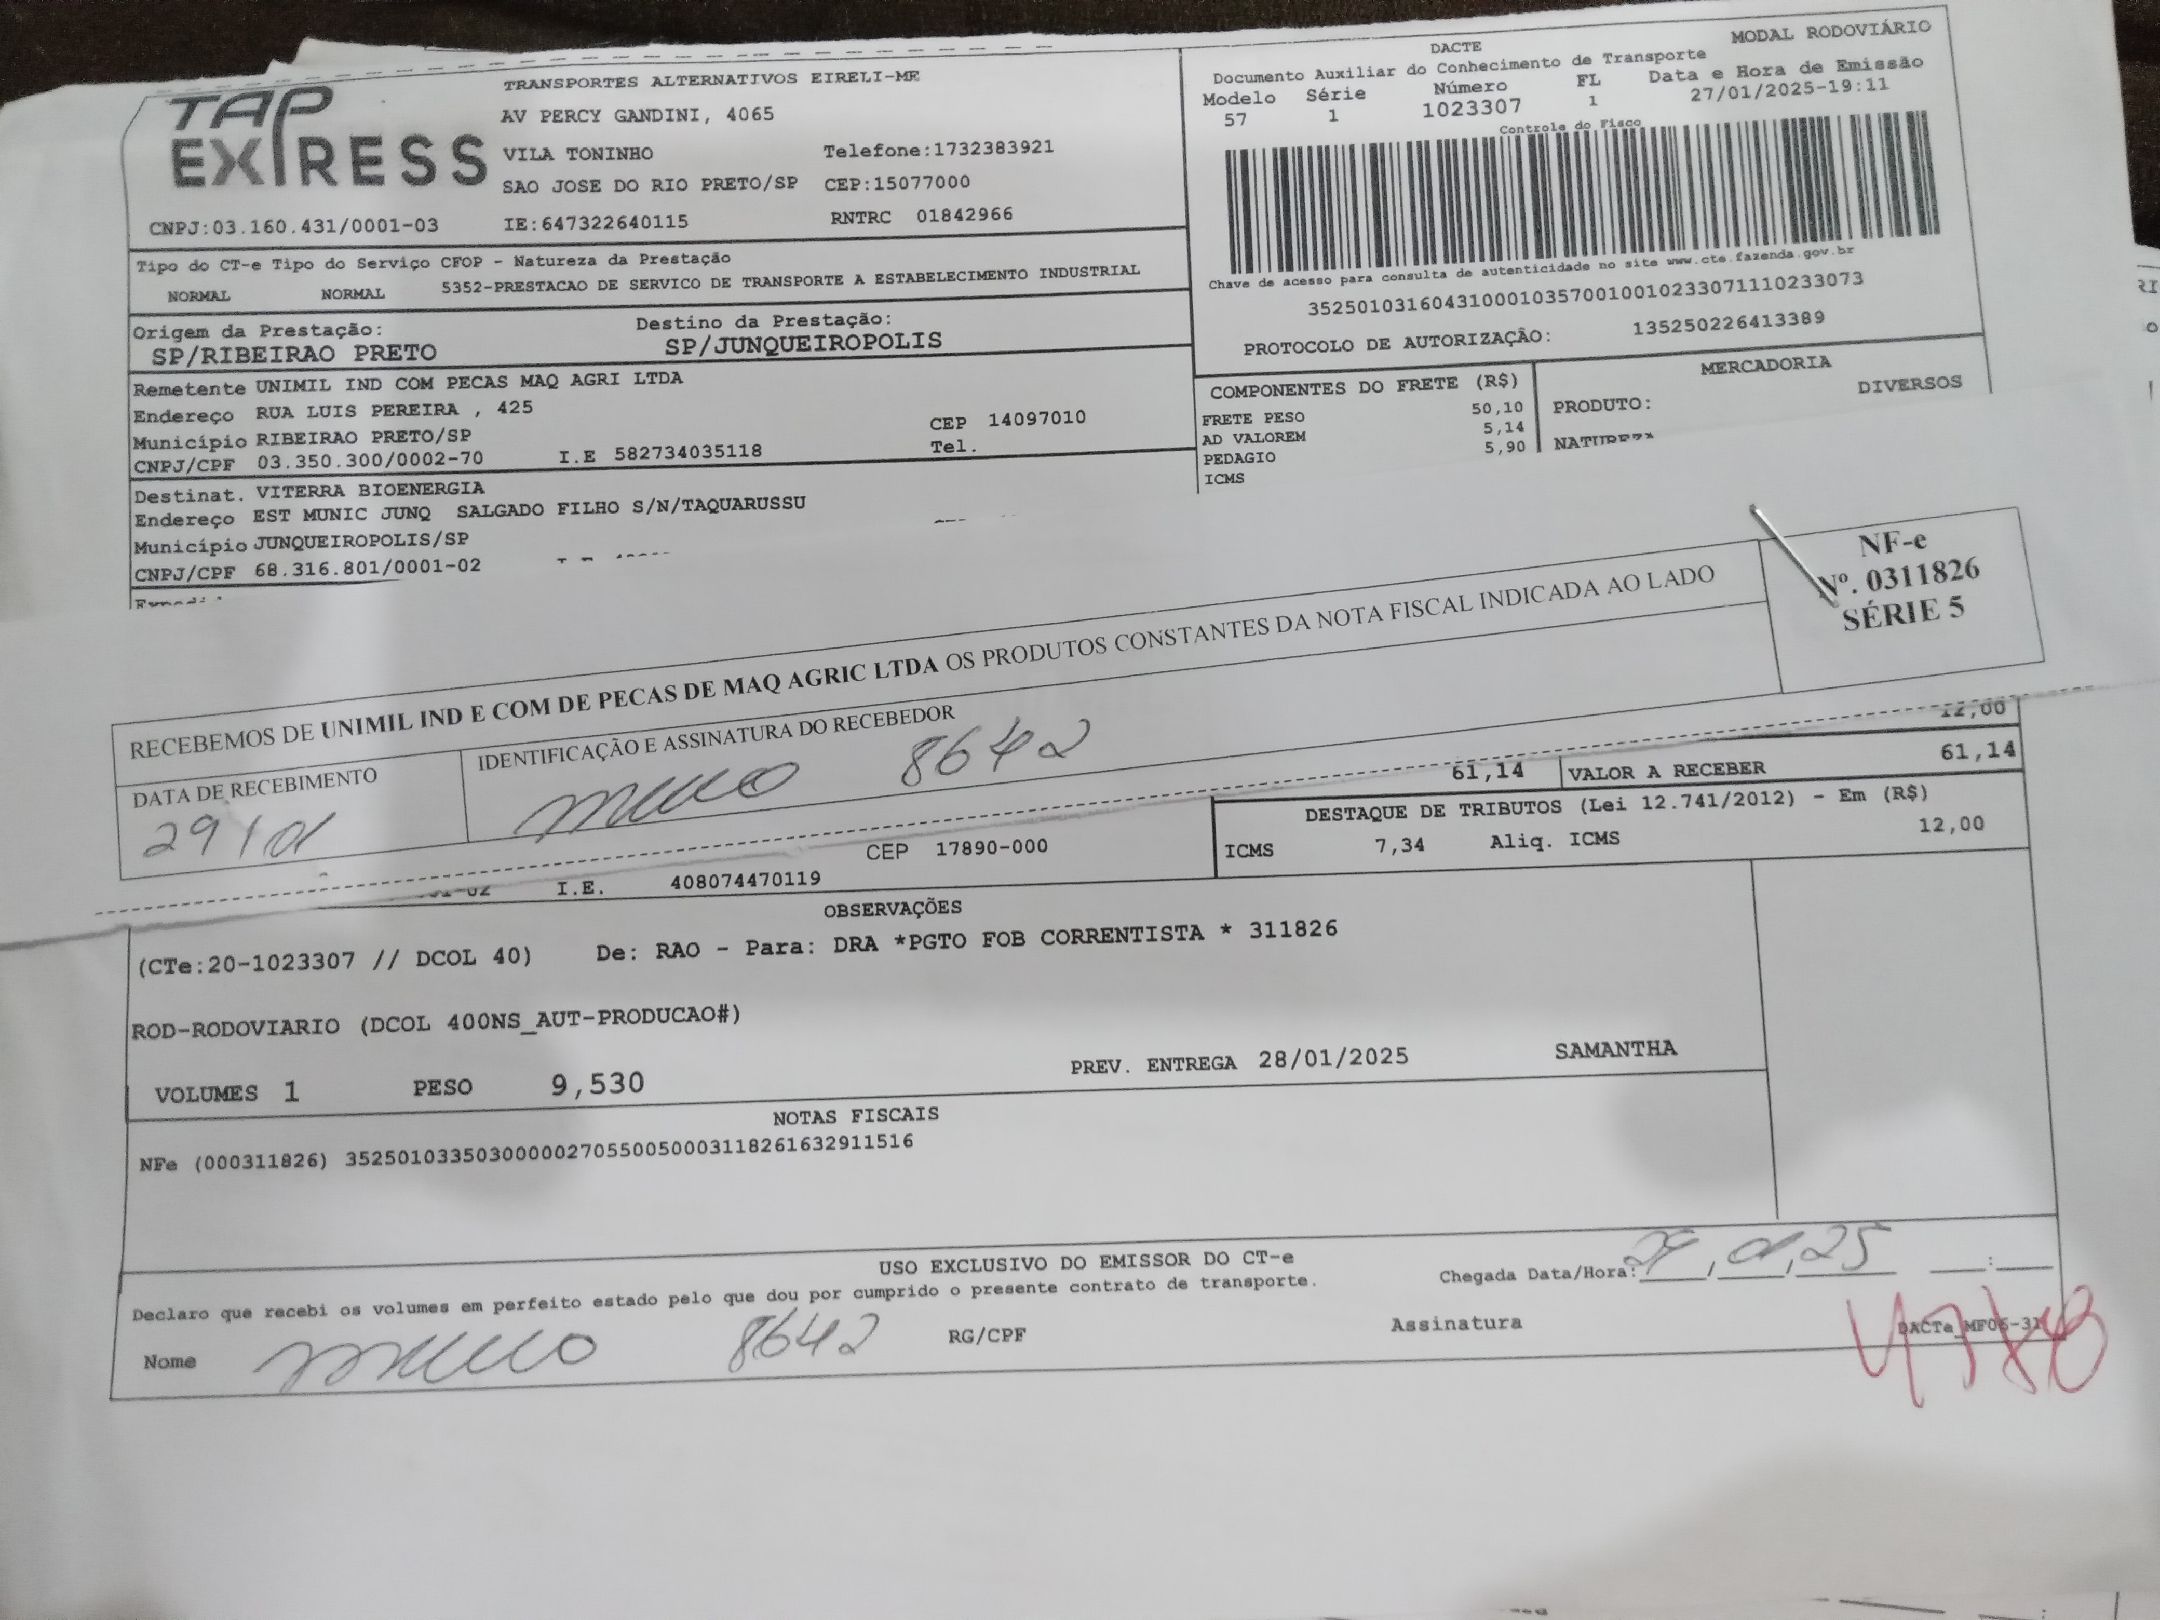 TAP EXPRESS
TRANSPORTES ALTERNATIVOS EIRELI-ME
AV PERCY GANDINI, 4065
VILA TONINHO Telefone:1732383921
SAO JOSE DO RIO PRETO/SP CEP:15077000
CNPJ:03.160.431/0001-03 IE:647322640115 RNTRC 01842966
DACTE MODAL RODOVIÁRIO
Documento Auxiliar do Conhecimento de Transporte
Modelo Série Número FL Data e Hora de Emissão
57 1 1023307 1 27/01/2025-19:11
Controle do Fisco
Chave de acesso para consulta de autenticidade no site www.cte.fazenda.gov.br
35250103160431000103570010010233071110233073
PROTOCOLO DE AUTORIZAÇÃO: 135250226413389
Tipo do CT-e Tipo do Serviço CFOP - Natureza da Prestação
NORMAL NORMAL 5352-PRESTACAO DE SERVICO DE TRANSPORTE A ESTABELECIMENTO INDUSTRIAL
Origem da Prestação: Destino da Prestação:
SP/RIBEIRAO PRETO SP/JUNQUEIROPOLIS
Remetente UNIMIL IND COM PECAS MAQ AGRI LTDA
Endereço RUA LUIS PEREIRA , 425
Município RIBEIRAO PRETO/SP CEP 14097010
CNPJ/CPF 03.350.300/0002-70 I.E 582734035118 Tel.
COMPONENTES DO FRETE (R$) MERCADORIA
FRETE PESO 50,10 PRODUTO: DIVERSOS
AD VALOREM 5,14
PEDAGIO 5,90 NATUREZA
ICMS
Destinat. VITERRA BIOENERGIA
Endereço EST MUNIC JUNQ SALGADO FILHO S/N/TAQUARUSSU
Município JUNQUEIROPOLIS/SP
CNPJ/CPF 68.316.801/0001-02
RECEBEMOS DE UNIMIL IND E COM DE PECAS DE MAQ AGRIC LTDA OS PRODUTOS CONSTANTES DA NOTA FISCAL INDICADA AO LADO
NF-e
Nº. 0311826
SÉRIE 5
DATA DE RECEBIMENTO IDENTIFICAÇÃO E ASSINATURA DO RECEBEDOR
29/01 8642
12,00
61,14 VALOR A RECEBER 61,14
DESTAQUE DE TRIBUTOS (Lei 12.741/2012) - Em (R$)
ICMS 7,34 Aliq. ICMS 12,00
CEP 17890-000
I.E. 408074470119
OBSERVAÇÕES
(CTe:20-1023307 // DCOL 40) De: RAO - Para: DRA *PGTO FOB CORRENTISTA * 311826
ROD-RODOVIARIO (DCOL 400NS_AUT-PRODUCAO#)
VOLUMES 1 PESO 9,530 PREV. ENTREGA 28/01/2025 SAMANTHA
NOTAS FISCAIS
NFe (000311826) 35250103350300000270550050003118261632911516
USO EXCLUSIVO DO EMISSOR DO CT-e
Declaro que recebi os volumes em perfeito estado pelo que dou por cumprido o presente contrato de transporte.
Chegada Data/Hora: 29,01,25 :
Nome 8642 RG/CPF Assinatura DACTe_MF06-31